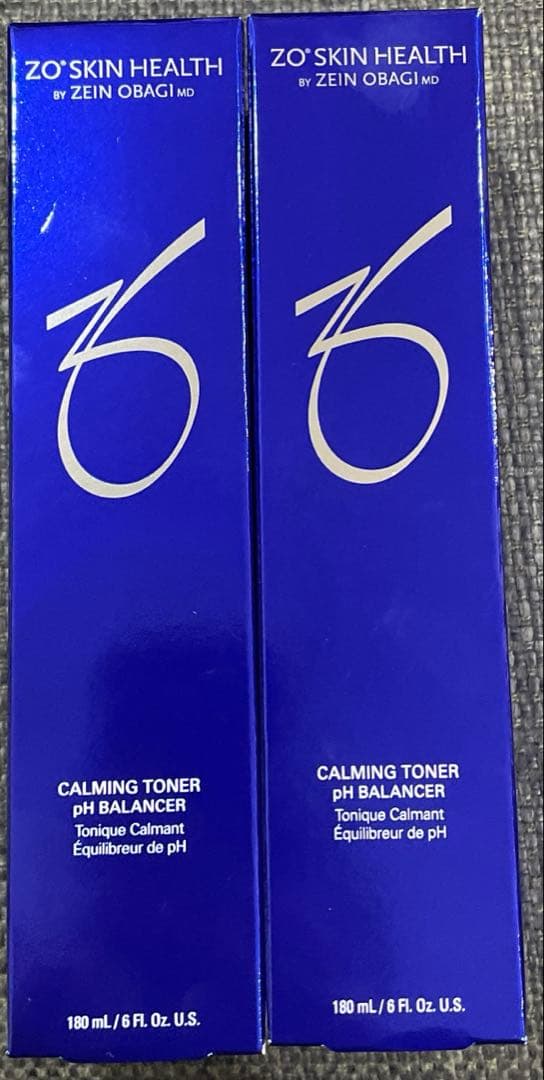 ZO® SKIN HEALTH
BY ZEIN OBAGI MD
CALMING TONER
pH BALANCER
Tonique Calmant
Équilibreur de pH
180 mL / 6 Fl. Oz. U.S.
ZO® SKIN HEALTH
BY ZEIN OBAGI MD
CALMING TONER
pH BALANCER
Tonique Calmant
Équilibreur de pH
180 mL / 6 Fl. Oz. U.S.